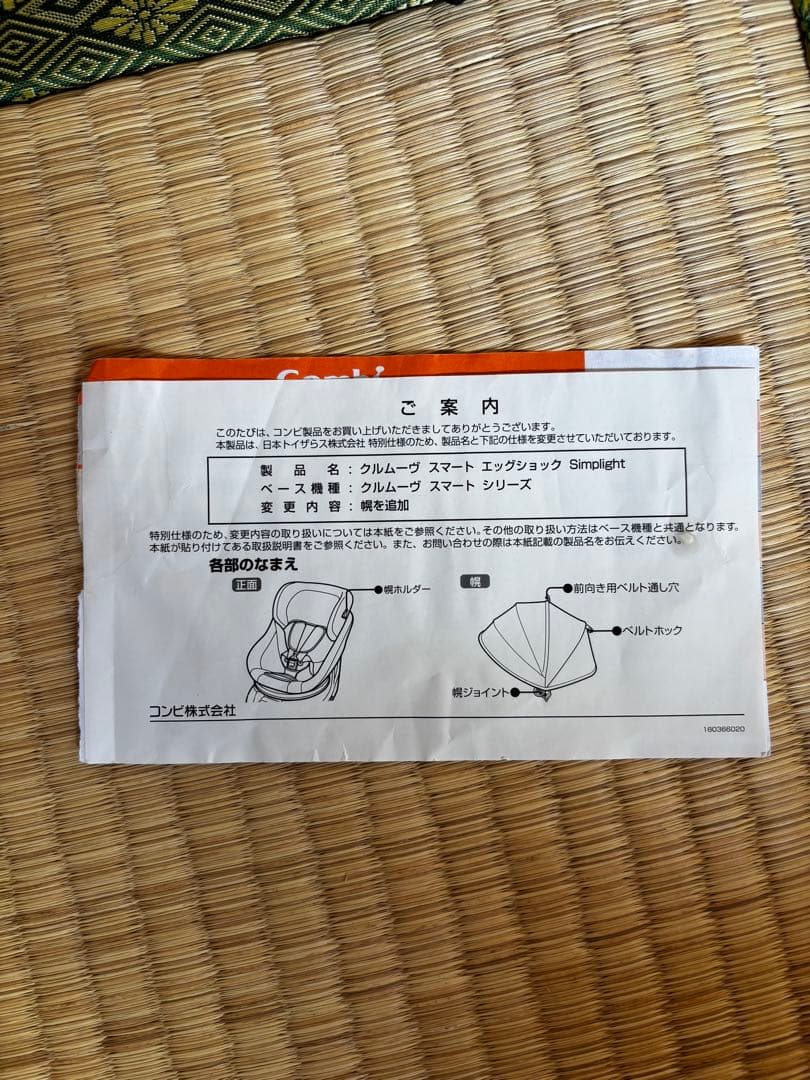 Combi
ご案内
このたびは、コンビ製品をお買い上げいただきましてありがとうございます。
本製品は、日本トイザらス株式会社 特別仕様のため、製品名と下記の仕様を変更させていただいております。
製品名：クルムーヴ スマート エッグショック Simplight
ベース機種：クルムーヴ スマート シリーズ
変更内容：幌を追加
特別仕様のため、変更内容の取り扱いについては本紙をご参照ください。その他の取り扱い方法はベース機種と共通となります。
本紙が貼り付けてある取扱説明書をご参照ください。また、お問い合わせの際は本紙記載の製品名をお伝えください。
各部のなまえ
正面
●幌ホルダー
幌
●前向き用ベルト通し穴
●ベルトホック
幌ジョイント●
コンビ株式会社
180366020